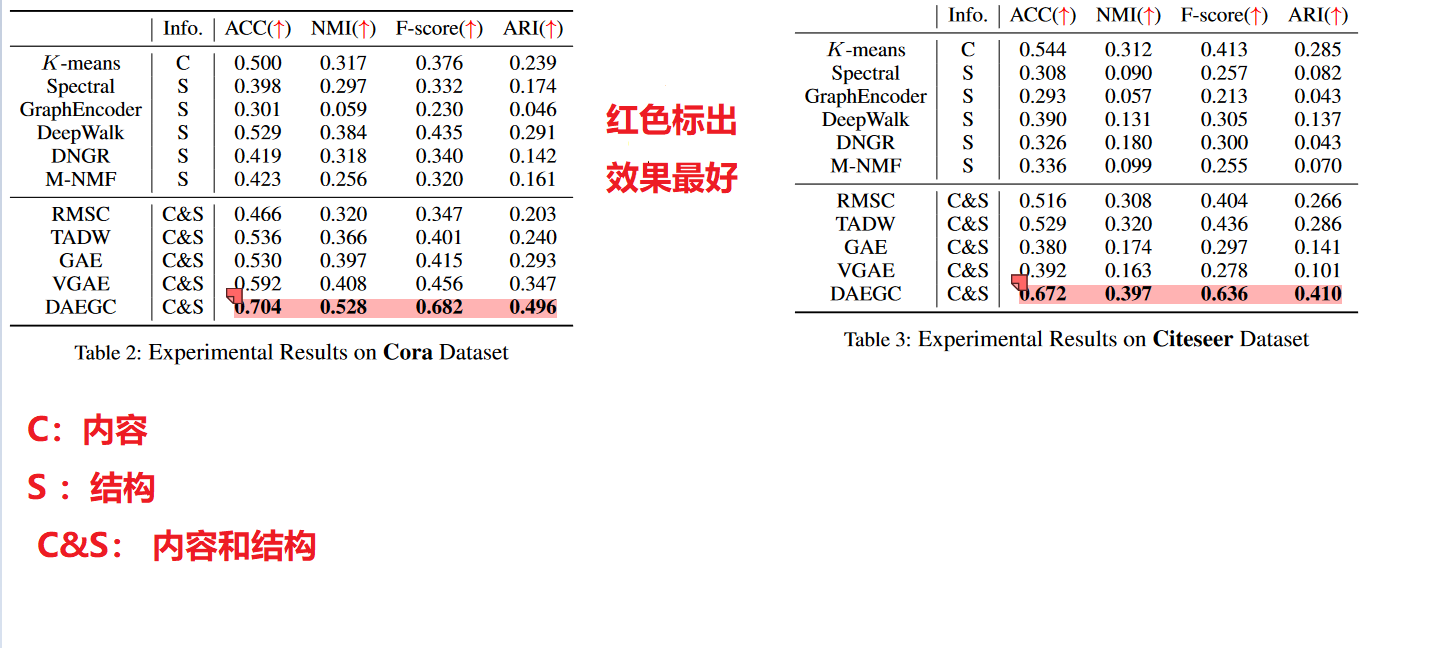 Info. ACC(↑) NMI(↑) F-score(↑) ARI(↑)
K-means C 0.500 0.317 0.376 0.239
Spectral S 0.398 0.297 0.332 0.174
GraphEncoder S 0.301 0.059 0.230 0.046
DeepWalk S 0.529 0.384 0.435 0.291
DNGR S 0.419 0.318 0.340 0.142
M-NMF S 0.423 0.256 0.320 0.161
RMSC C&S 0.466 0.320 0.347 0.203
TADW C&S 0.536 0.366 0.401 0.240
GAE C&S 0.530 0.397 0.415 0.293
VGAE C&S 0.592 0.408 0.456 0.347
DAEGC C&S 0.704 0.528 0.682 0.496
Table 2: Experimental Results on Cora Dataset
红色标出
效果最好
Info. ACC(↑) NMI(↑) F-score(↑) ARI(↑)
K-means C 0.544 0.312 0.413 0.285
Spectral S 0.308 0.090 0.257 0.082
GraphEncoder S 0.293 0.057 0.213 0.043
DeepWalk S 0.390 0.131 0.305 0.137
DNGR S 0.326 0.180 0.300 0.043
M-NMF S 0.336 0.099 0.255 0.070
RMSC C&S 0.516 0.308 0.404 0.266
TADW C&S 0.529 0.320 0.436 0.286
GAE C&S 0.380 0.174 0.297 0.141
VGAE C&S 0.392 0.163 0.278 0.101
DAEGC C&S 0.672 0.397 0.636 0.410
Table 3: Experimental Results on Citeseer Dataset
C：内容
S ：结构
C&S： 内容和结构